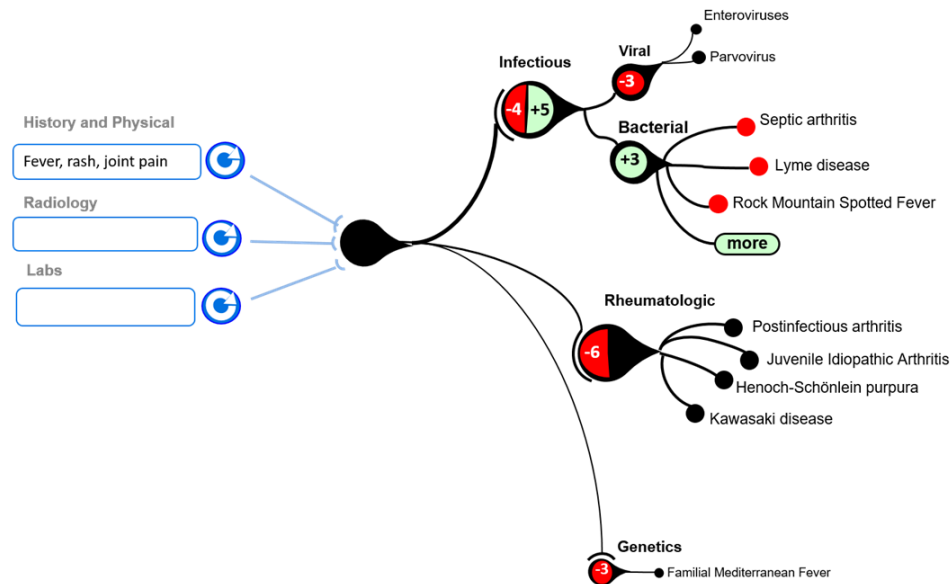 History and Physical
Fever, rash, joint pain
Radiology
Labs
Infectious
-4 +5
Viral
-3
Enteroviruses
Parvovirus
Bacterial
+3
Septic arthritis
Lyme disease
Rock Mountain Spotted Fever
more
Rheumatologic
-6
Postinfectious arthritis
Juvenile Idiopathic Arthritis
Henoch-Schönlein purpura
Kawasaki disease
Genetics
-3
Familial Mediterranean Fever